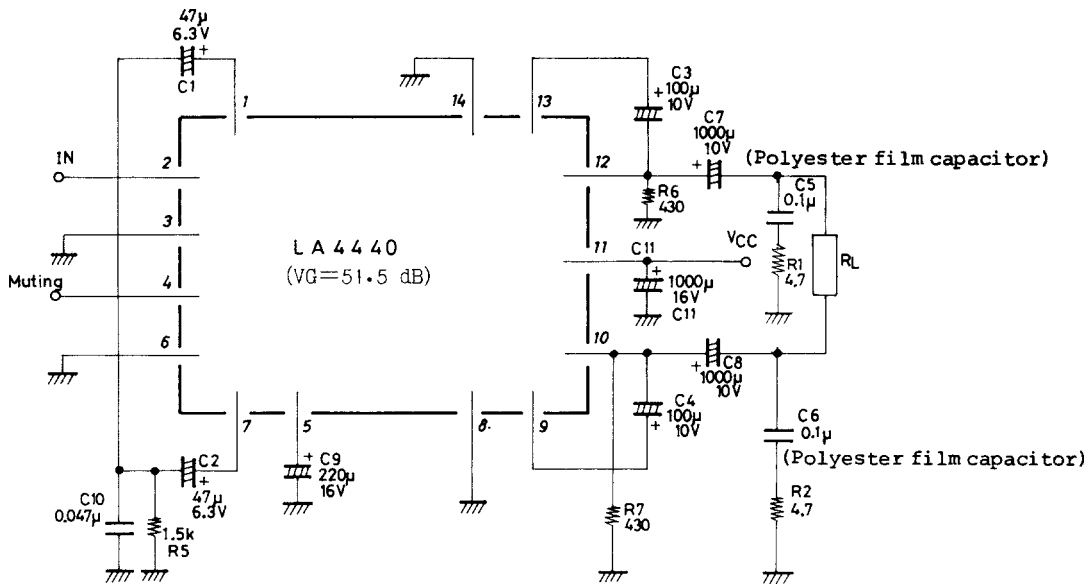 47μ
6.3V
+
C1
1
14
13
+
C3
100μ
10V
C7
1000μ
10V
+
(Polyester film capacitor)
IN
2
12
R6
430
C5
0.1μ
3
LA4440
(VG=51.5 dB)
11
C11
VCC
R1
4.7
RL
Muting
4
+
1000μ
16V
C11
6
10
+
C8
1000μ
10V
C4
100μ
10V
+
7
5
8.
9
C6
0.1μ
(Polyester film capacitor)
C2
+
47μ
6.3V
+
C9
220μ
16V
C10
0.047μ
1.5k
R5
R7
430
R2
4.7